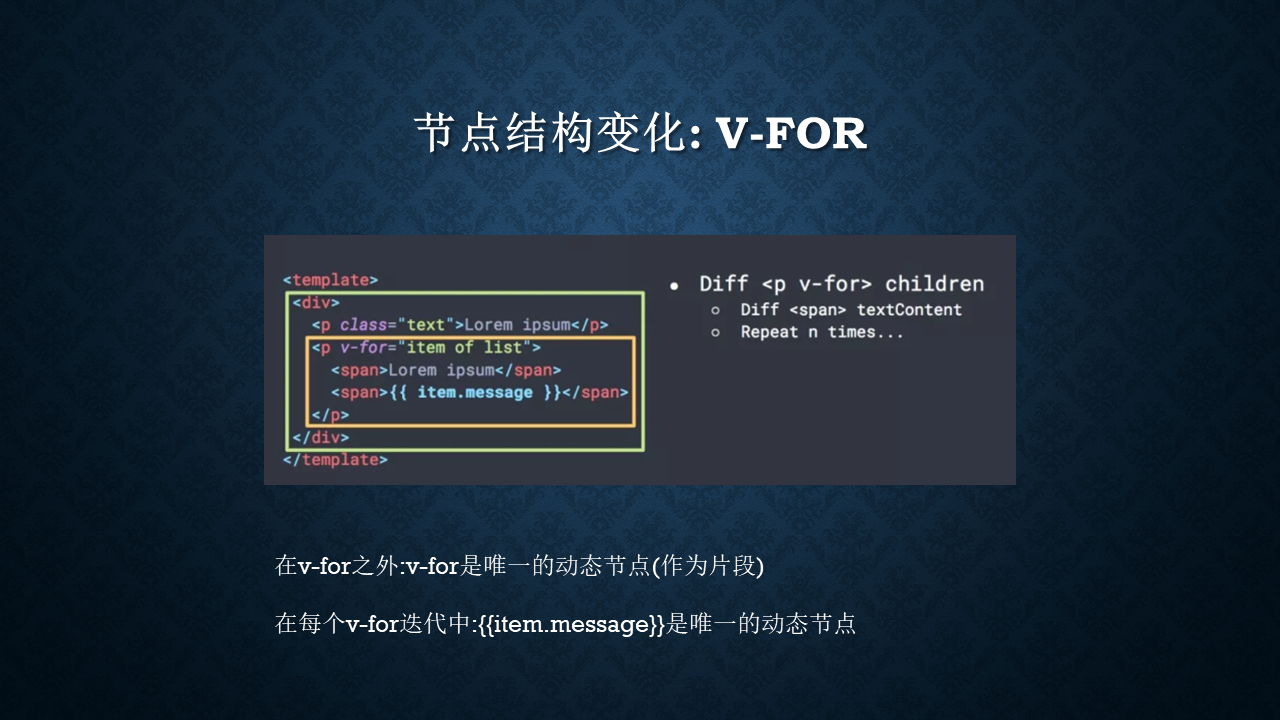 节点结构变化: V-FOR
<template>
<div>
<p class="text">Lorem ipsum</p>
<p v-for="item of list">
<span>Lorem ipsum</span>
<span>{{ item.message }}</span>
</p>
</div>
</template>
• Diff <p v-for> children
○ Diff <span> textContent
○ Repeat n times...
在v-for之外:v-for是唯一的动态节点(作为片段)
在每个v-for迭代中:{{item.message}}是唯一的动态节点